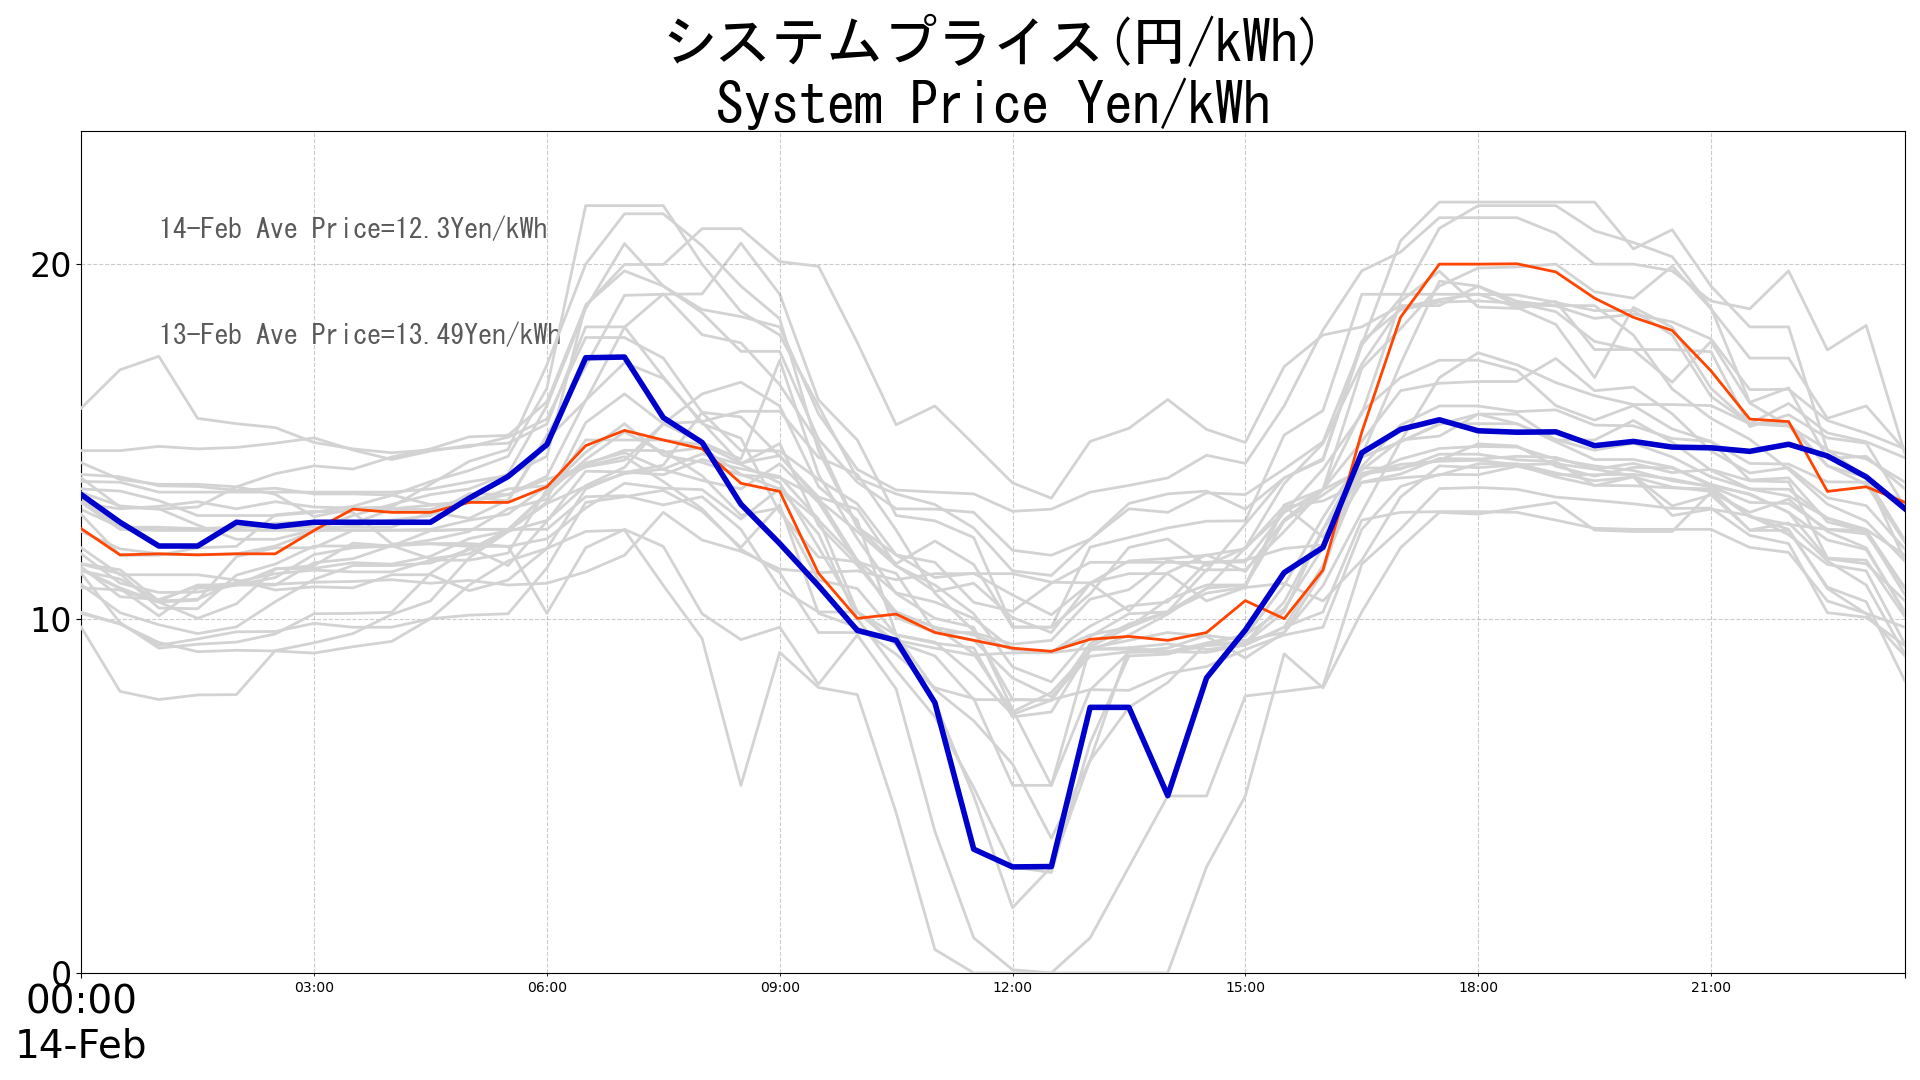 システムプライス(円/kWh)
System Price Yen/kWh
14-Feb Ave Price=12.3Yen/kWh
20
13-Feb Ave Price=13.49Yen/kWh
10
0
00:00
03:00
06:00
09:00
12:00
15:00
18:00
21:00
14-Feb